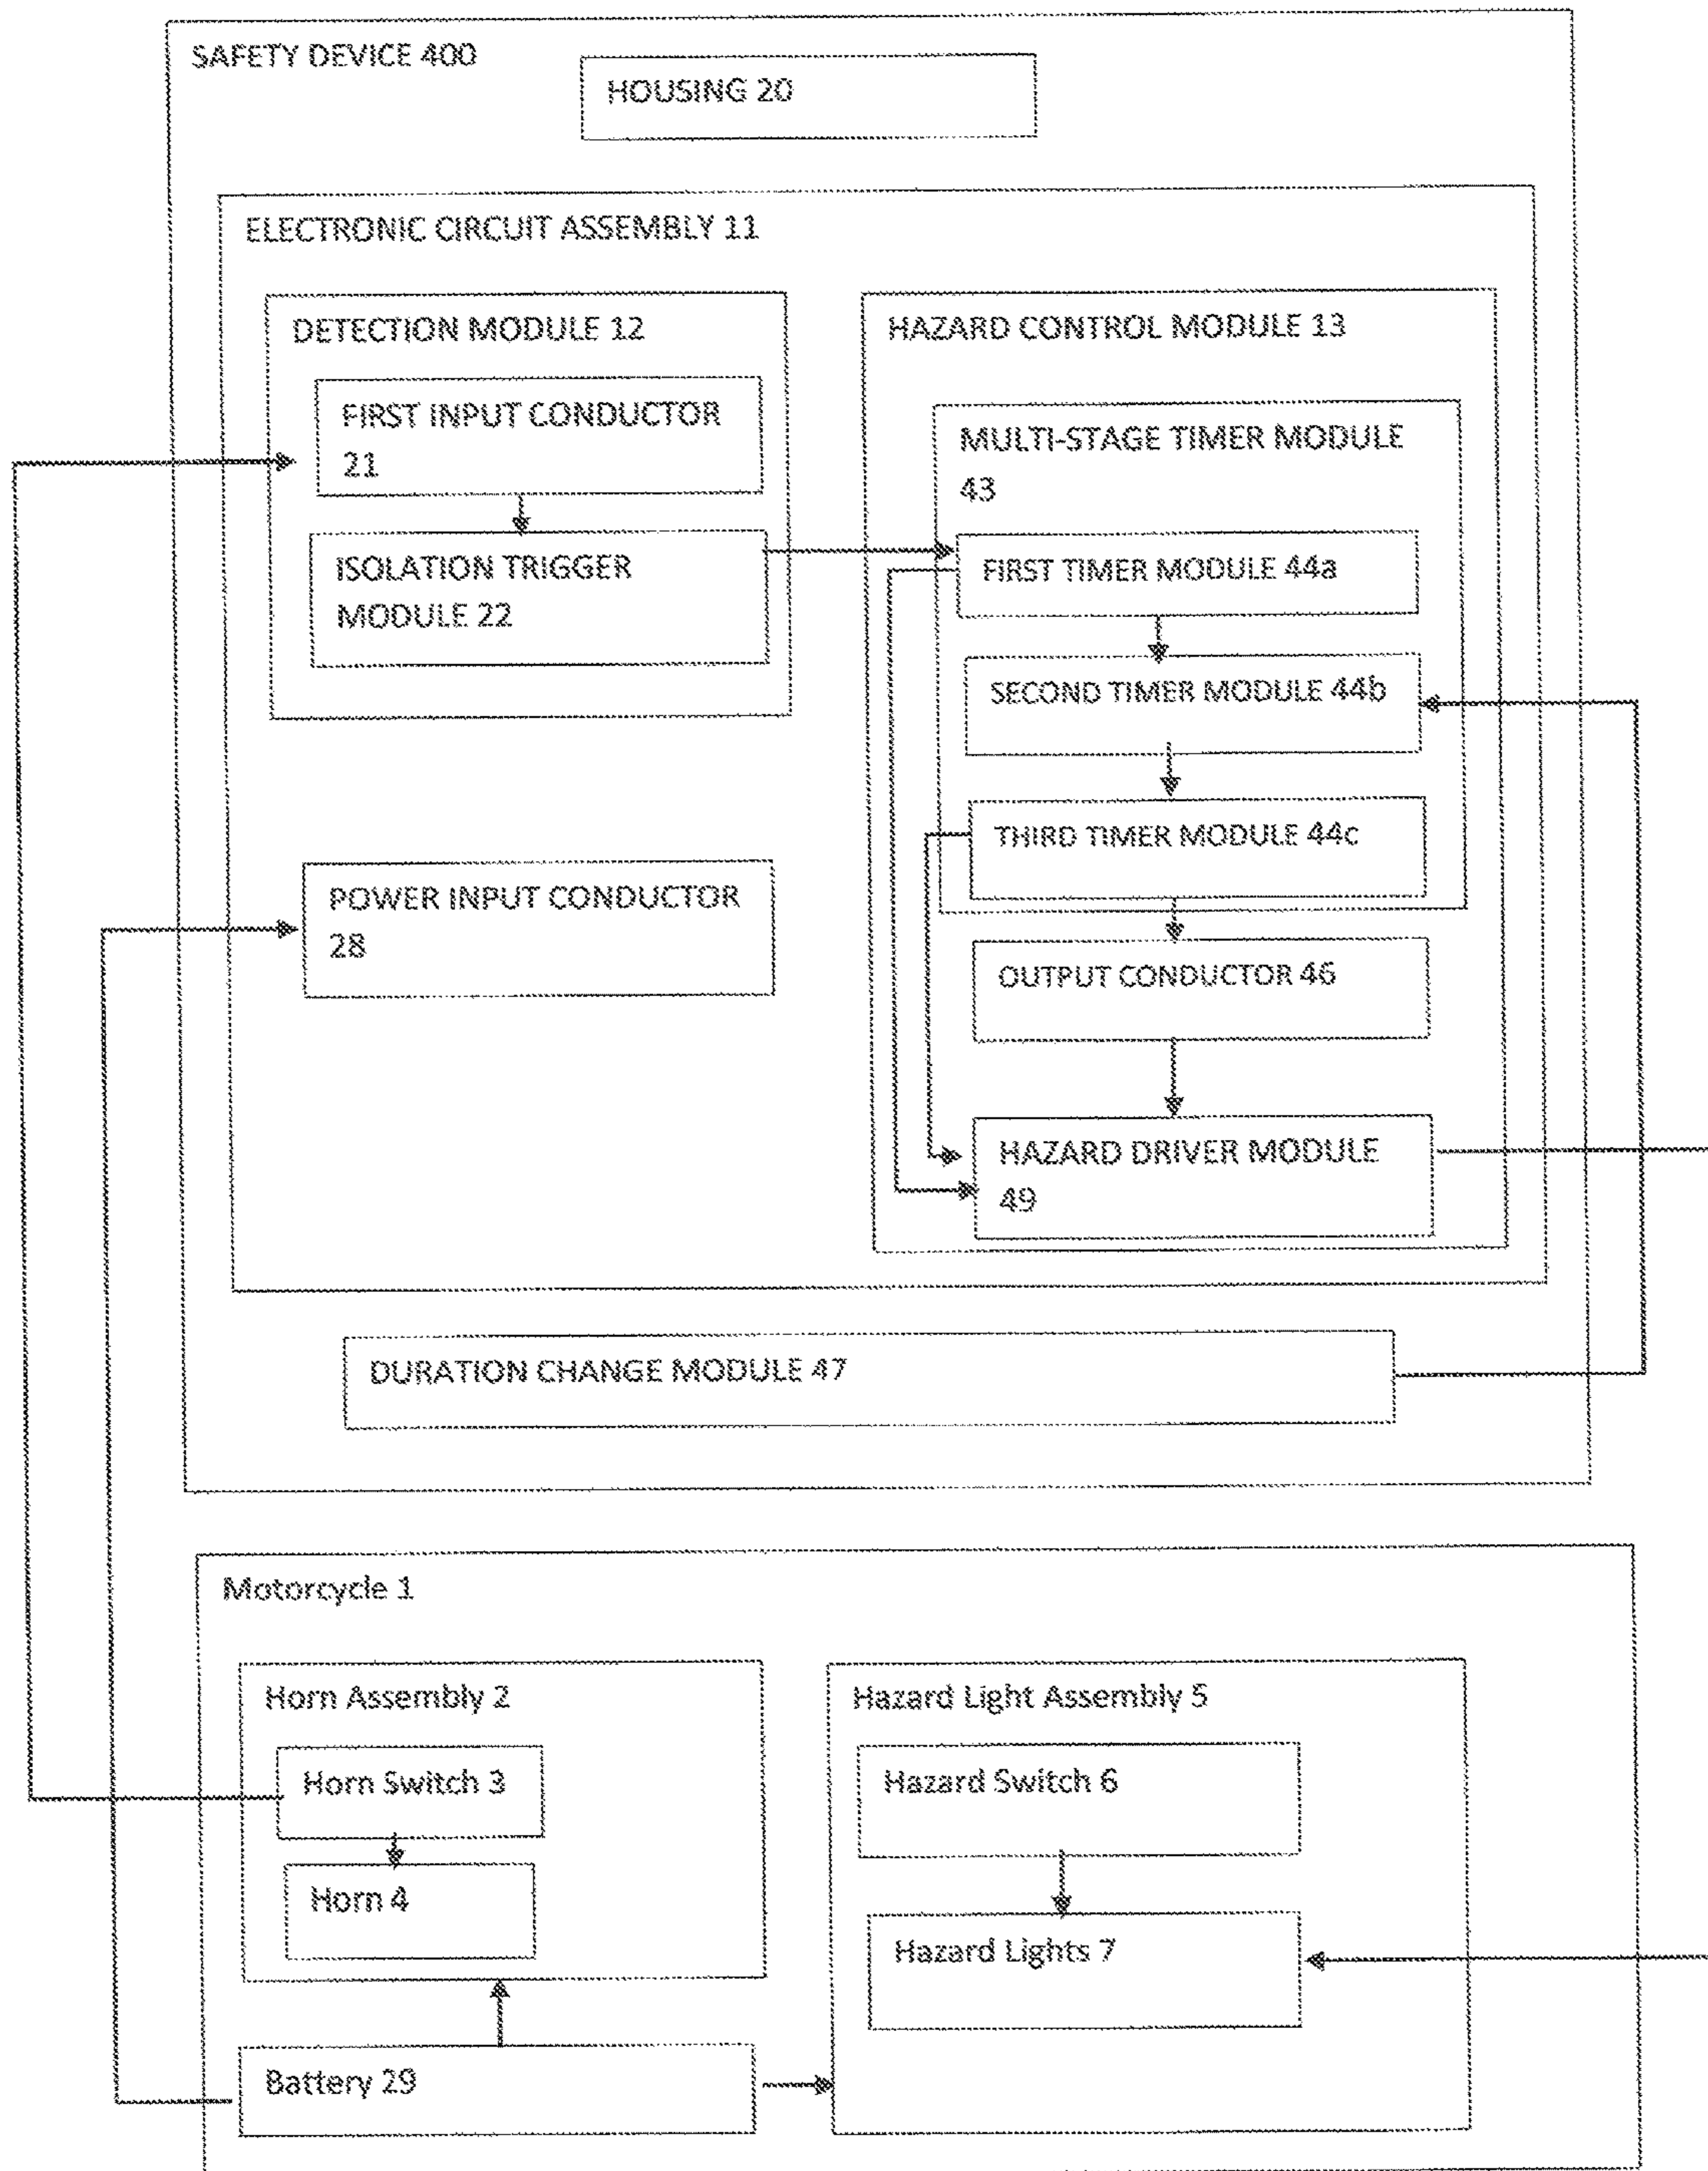 SAFETY DEVICE 400
HOUSING 20
ELECTRONIC CIRCUIT ASSEMBLY 11
DETECTION MODULE 12
FIRST INPUT CONDUCTOR
21
ISOLATION TRIGGER
MODULE 22
POWER INPUT CONDUCTOR
28
HAZARD CONTROL MODULE 13
MULTI-STAGE TIMER MODULE
43
FIRST TIMER MODULE 44a
SECOND TIMER MODULE 44b
THIRD TIMER MODULE 44c
OUTPUT CONDUCTOR 46
HAZARD DRIVER MODULE
49
DURATION CHANGE MODULE 47
Motorcycle 1
Horn Assembly 2
Horn Switch 3
Horn 4
Battery 29
Hazard Light Assembly 5
Hazard Switch 6
Hazard Lights 7